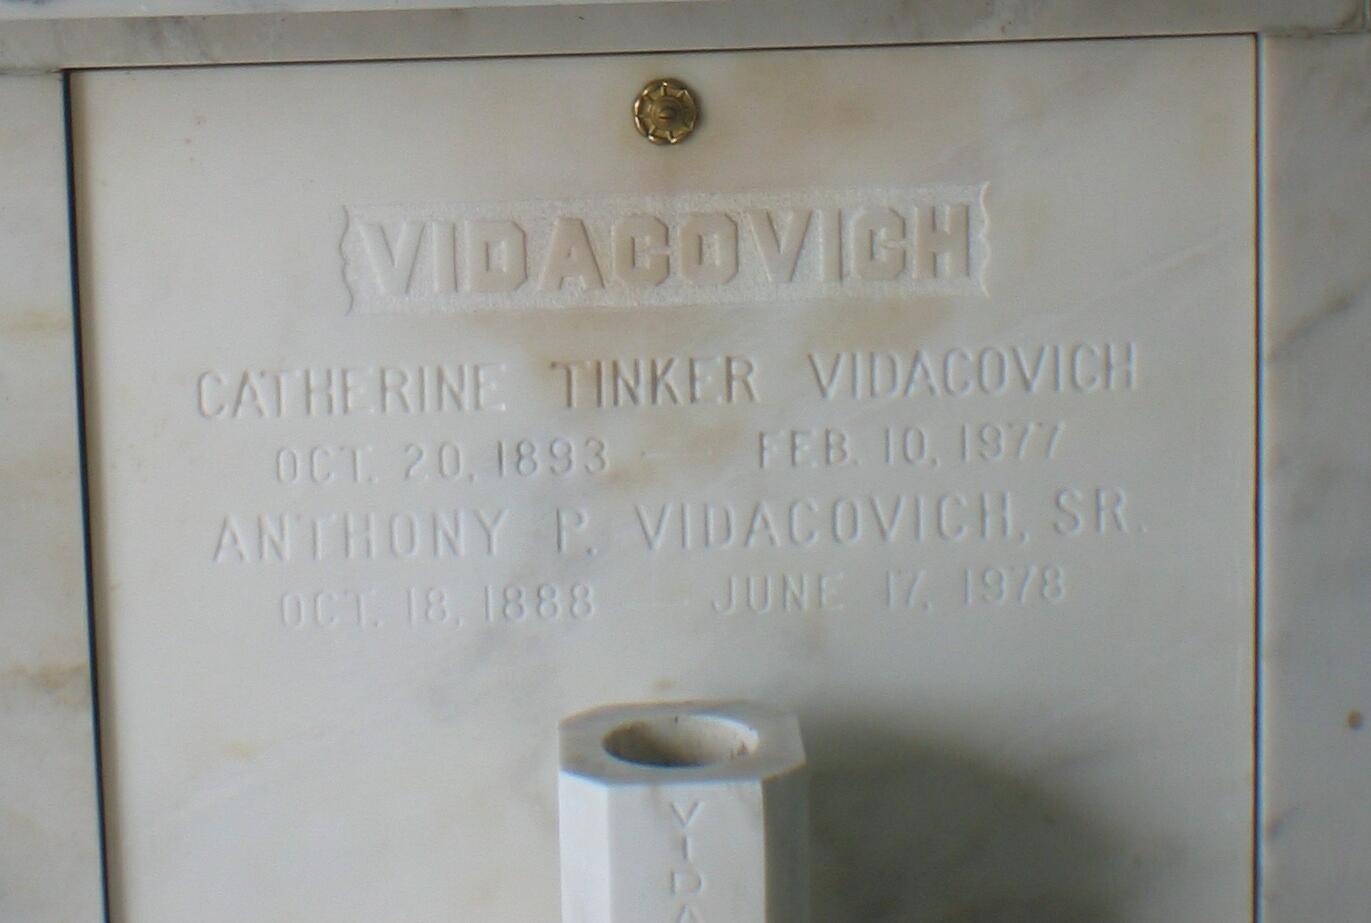 VIDACOVICH
CATHERINE TINKER VIDACOVICH
OCT. 20, 1893 — FEB. 10, 1977
ANTHONY P. VIDACOVICH, SR.
OCT. 18, 1888 — JUNE 17, 1978
VIDA